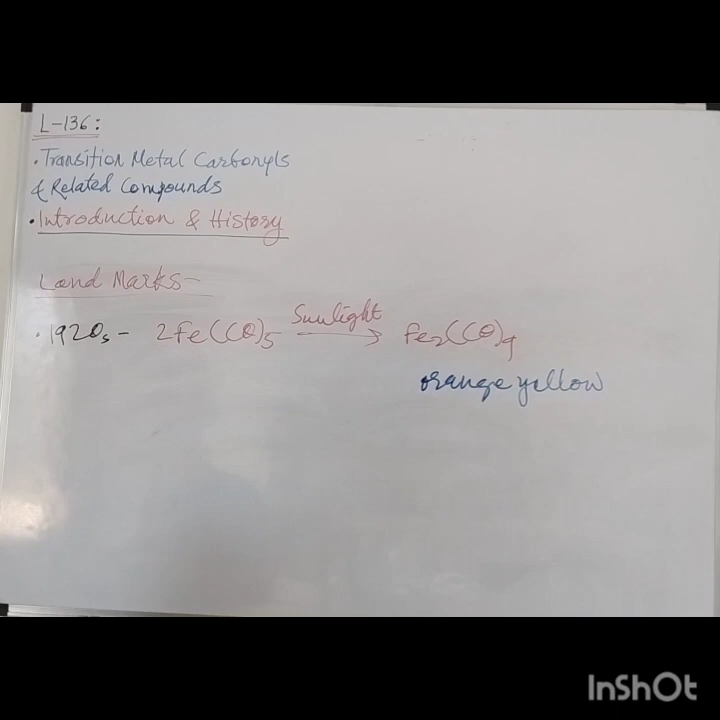 L-136:
• Transition Metal Carbonyls
& Related Compounds
• Introduction & History
Land Marks-
• 1920s - 2Fe(CO)5 Sunlight → Fe2(CO)9
orange yellow
InShOt